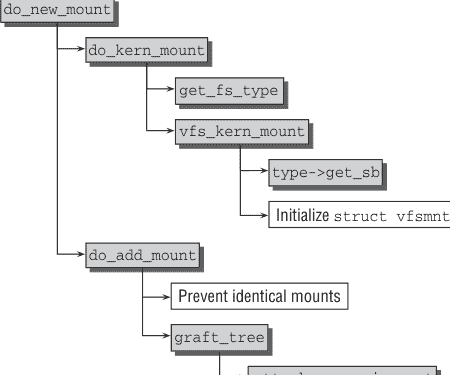 do_new_mount
do_kern_mount
get_fs_type
vfs_kern_mount
type->get_sb
Initialize struct vfsmnt
do_add_mount
Prevent identical mounts
graft_tree